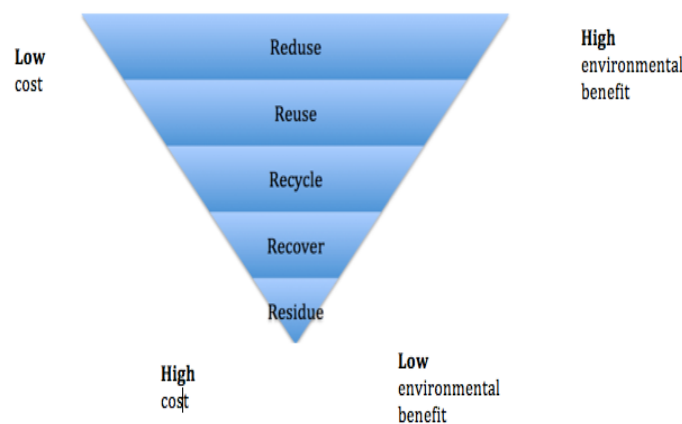 Reduse
Low
cost
High
environmental
benefit
Reuse
Recycle
Recover
Residue
High
cost
Low
environmental
benefit